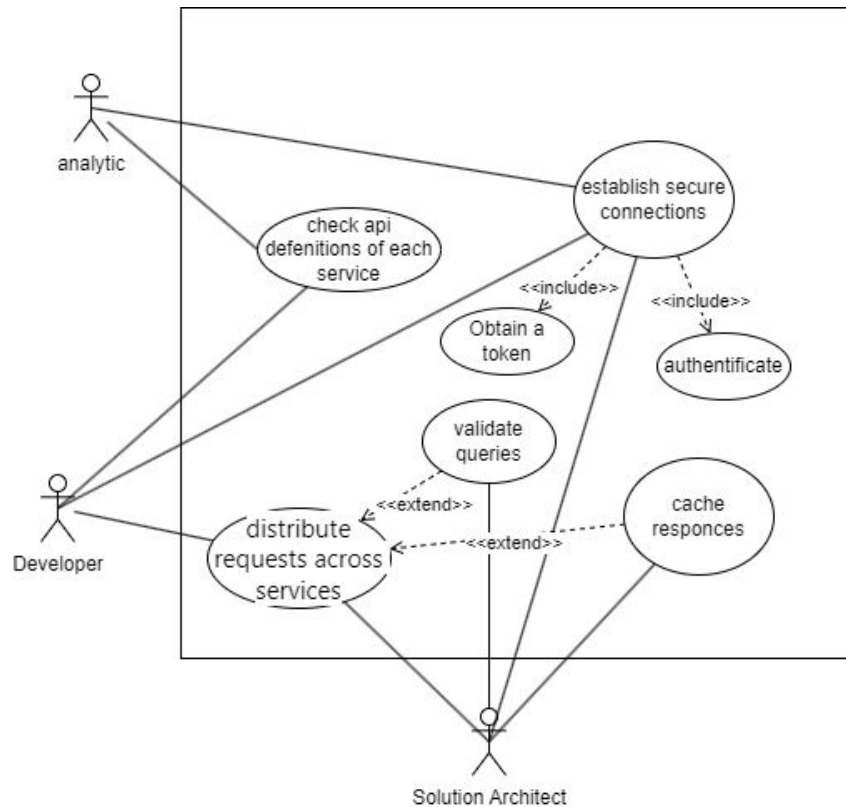 analytic
establish secure
connections
check api
defenitions of each
service
<<include>>
<<include>>
Obtain a
token
authentificate
validate
queries
cache
responces
<<extend>>
<<extend>>
distribute
requests across
services
Developer
Solution Architect